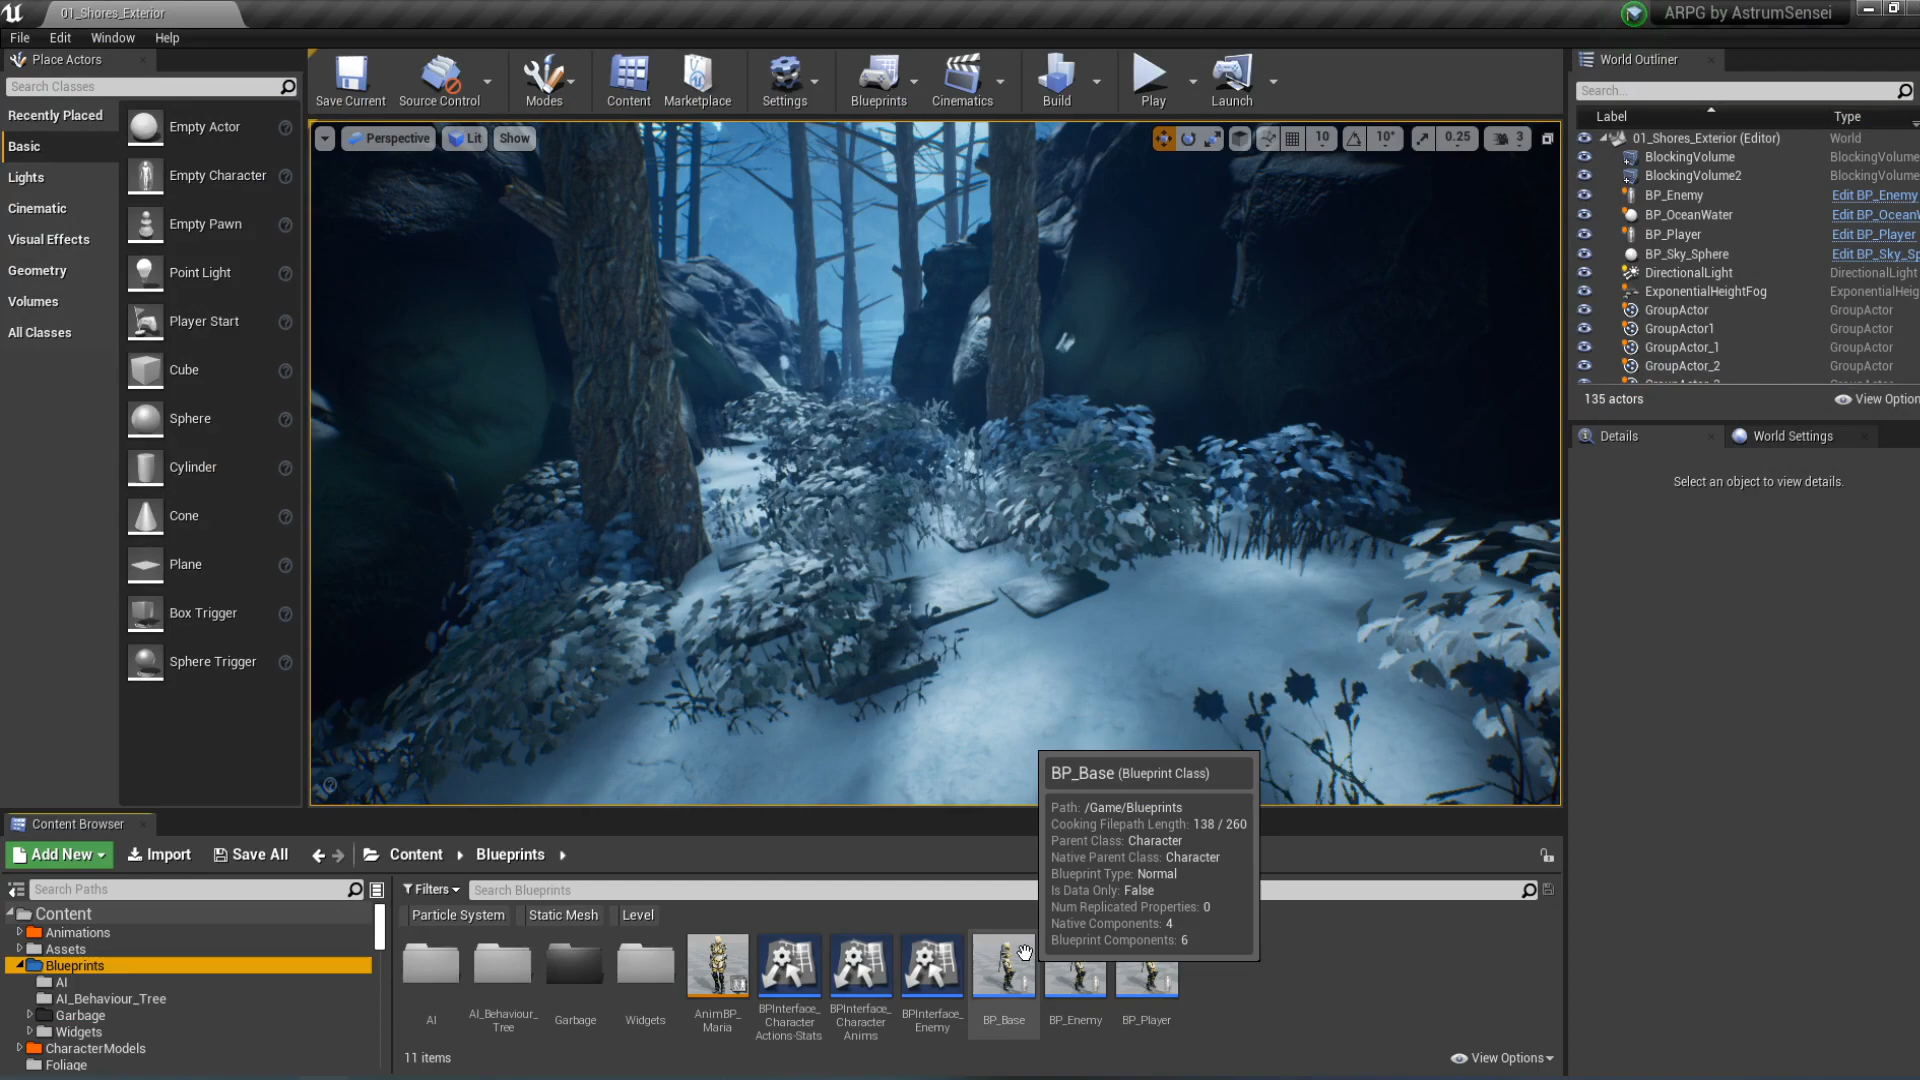 01_Shores_Exterior
ARPG by AstrumSensei
File Edit Window Help
Place Actors
Search Classes
Recently Placed
Basic
Lights
Cinematic
Visual Effects
Geometry
Volumes
All Classes
Empty Actor
Empty Character
Empty Pawn
Point Light
Player Start
Cube
Sphere
Cylinder
Cone
Plane
Box Trigger
Sphere Trigger
Save Current Source Control Modes Content Marketplace Settings Blueprints Cinematics Build Play Launch
Perspective Lit Show 10 10° 0.25 3
World Outliner
Search...
Label Type
01_Shores_Exterior (Editor) World
BlockingVolume BlockingVolume
BlockingVolume2 BlockingVolume
BP_Enemy Edit BP_Enemy
BP_OceanWater Edit BP_OceanW
BP_Player Edit BP_Player
BP_Sky_Sphere Edit BP_Sky_Sp
DirectionalLight DirectionalLight
ExponentialHeightFog ExponentialHeig
GroupActor GroupActor
GroupActor1 GroupActor
GroupActor_1 GroupActor
GroupActor_2 GroupActor
135 actors View Option
Details World Settings
Select an object to view details.
BP_Base (Blueprint Class)
Path: /Game/Blueprints
Cooking Filepath Length: 138 / 260
Parent Class: Character
Native Parent Class: Character
Blueprint Type: Normal
Is Data Only: False
Num Replicated Properties: 0
Native Components: 4
Blueprint Components: 6
Content Browser
Add New Import Save All Content Blueprints
Search Paths
Filters Search Blueprints
Particle System Static Mesh Level
Content
Animations
Assets
Blueprints
AI
AI_Behaviour_Tree
Garbage
Widgets
CharacterModels
Foliage
AI
AI_Behaviour_
Tree
Garbage
Widgets
AnimBP_
Maria
BPInterface_
Character
Actions-Stats
BPInterface_
Character
Anims
BPInterface_
Enemy
BP_Base
BP_Enemy
BP_Player
11 items View Options